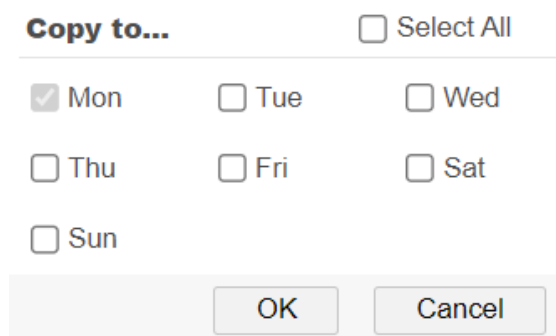 Copy to... Select All
Mon Tue Wed
Thu Fri Sat
Sun
OK Cancel